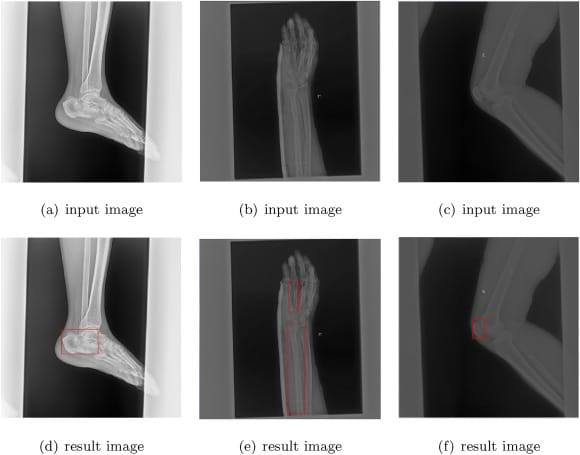 (a) input image
(b) input image
(c) input image
(d) result image
(e) result image
(f) result image